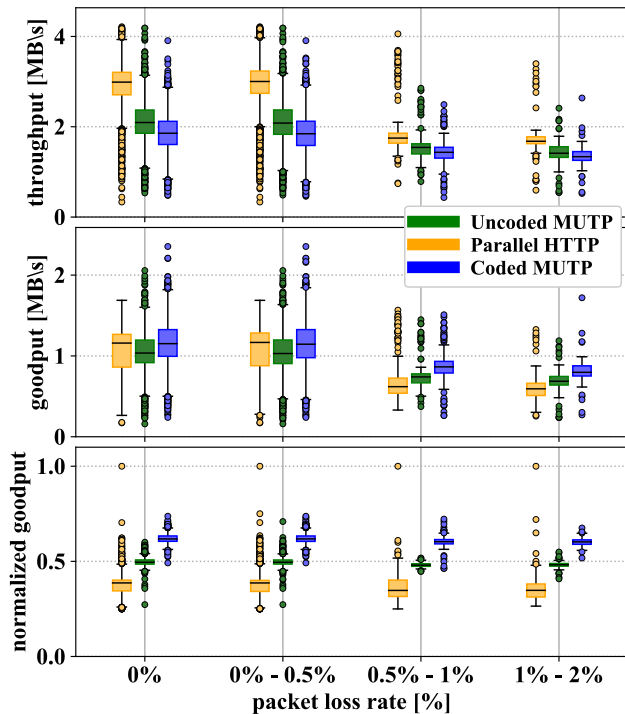 throughput [MB\s]
4
2
0
Uncoded MUTP
Parallel HTTP
Coded MUTP
goodput [MB\s]
2
1
0
normalized goodput
1.0
0.5
0.0
0%
0% - 0.5%
0.5% - 1%
1% - 2%
packet loss rate [%]